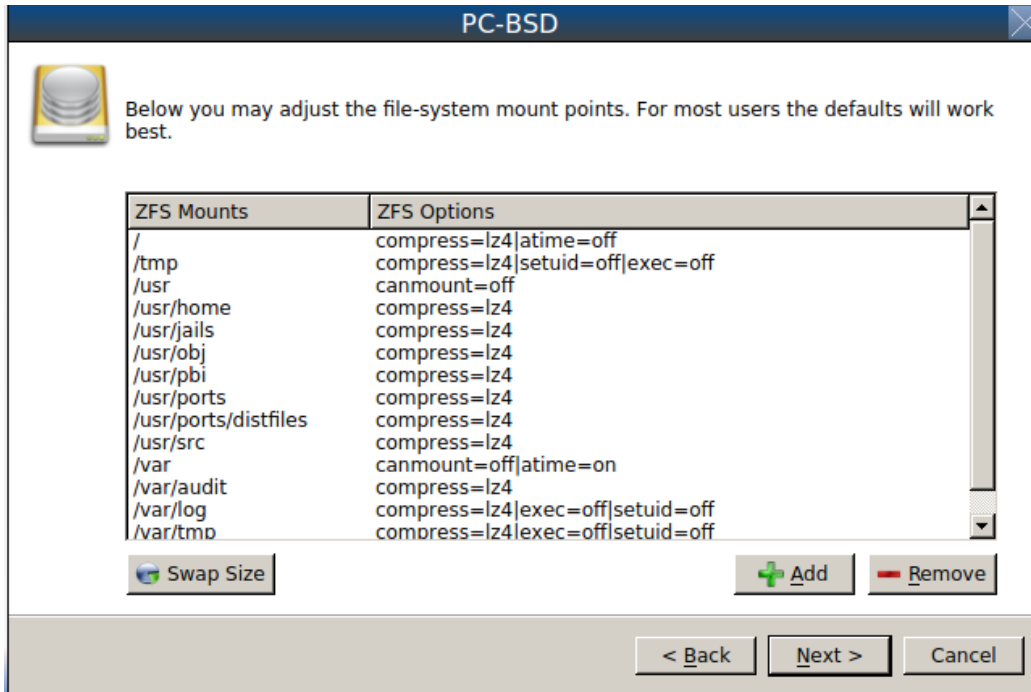 PC-BSD
Below you may adjust the file-system mount points. For most users the defaults will work
best.
ZFS Mounts ZFS Options
/ compress=lz4|atime=off
/tmp compress=lz4|setuid=off|exec=off
/usr canmount=off
/usr/home compress=lz4
/usr/jails compress=lz4
/usr/obj compress=lz4
/usr/pbi compress=lz4
/usr/ports compress=lz4
/usr/ports/distfiles compress=lz4
/usr/src compress=lz4
/var canmount=off|atime=on
/var/audit compress=lz4
/var/log compress=lz4|exec=off|setuid=off
/var/tmp compress=lz4|exec=off|setuid=off
Swap Size Add Remove
< Back Next > Cancel